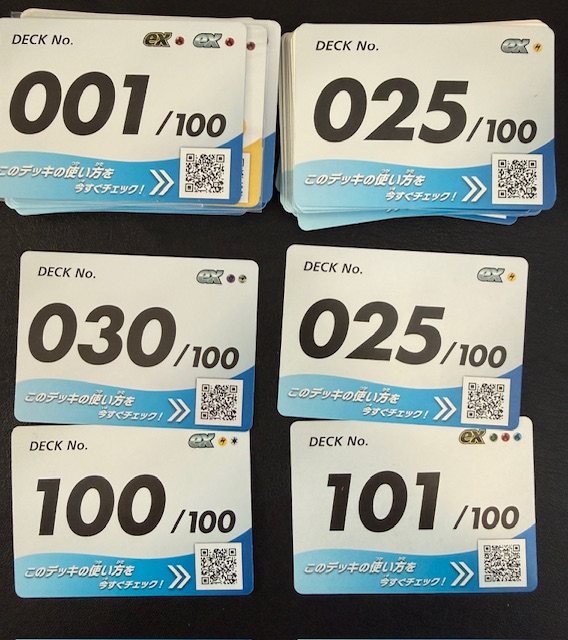 DECK No.
ex ex
001/100
このデッキの使い方を
今すぐチェック!
DECK No.
ex
025/100
このデッキの使い方を
今すぐチェック!
DECK No.
ex
030/100
このデッキの使い方を
今すぐチェック!
DECK No.
ex
025/100
このデッキの使い方を
今すぐチェック!
DECK No.
ex
100/100
このデッキの使い方を
今すぐチェック!
DECK No.
ex
101/100
このデッキの使い方を
今すぐチェック!